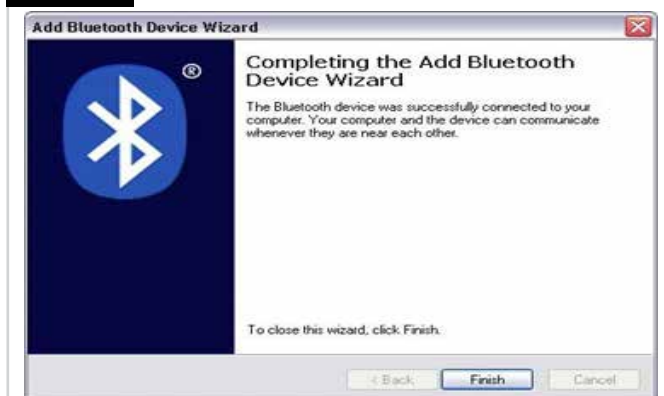 Add Bluetooth Device Wizard
®
Completing the Add Bluetooth
Device Wizard
The Bluetooth device was successfully connected to your
computer. Your computer and the device can communicate
whenever they are near each other.
To close this wizard, click Finish.
< Back Finish Cancel